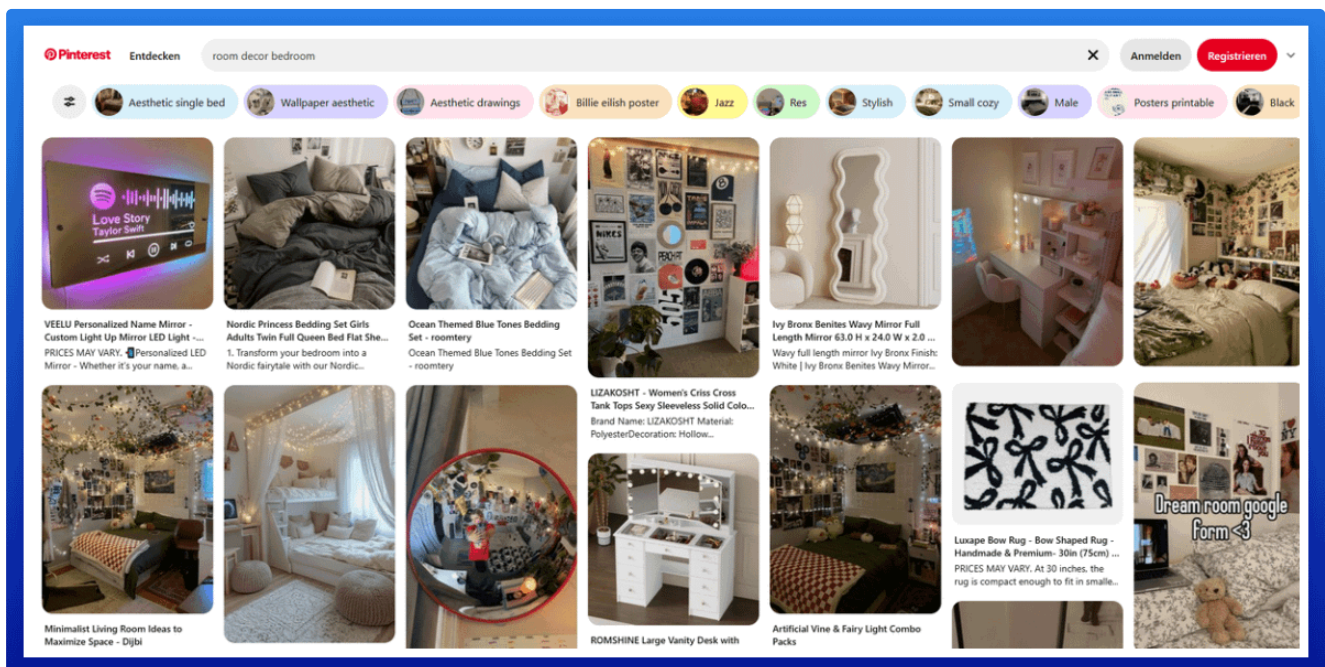 Pinterest
Entdecken
room decor bedroom
Anmelden
Registrieren
Aesthetic single bed
Wallpaper aesthetic
Aesthetic drawings
Billie eilish poster
Jazz
Res
Stylish
Small cozy
Male
Posters printable
Black
Love Story
Taylor Swift
VEELU Personalized Name Mirror -
Custom Light Up Mirror LED Light -...
PRICES MAY VARY. Personalized LED
Mirror - Whether it's your name, a...
Nordic Princess Bedding Set Girls
Adults Twin Full Queen Bed Flat She...
1. Transform your bedroom into a
Nordic fairytale with our Nordic...
Ocean Themed Blue Tones Bedding
Set - roomtery
Ocean Themed Blue Tones Bedding Set
- roomtery
505
LIZAKOSHT - Women's Criss Cross
Tank Tops Sexy Sleeveless Solid Colo...
Brand Name: LIZAKOSHT Material:
PolyesterDecoration: Hollow...
Ivy Bronx Benites Wavy Mirror Full
Length Mirror 63.0 H x 24.0 W x 2.0 ...
Wavy full length mirror Ivy Bronx Finish:
White | Ivy Bronx Benites Wavy Mirror...
Minimalist Living Room Ideas to
Maximize Space - Dijbi
ROMSHINE Large Vanity Desk with
Artificial Vine & Fairy Light Combo
Packs
Luxape Bow Rug - Bow Shaped Rug -
Handmade & Premium- 30in (75cm) ...
PRICES MAY VARY. At 30 inches, the
rug is compact enough to fit in smalle...
Dream room google
form <3